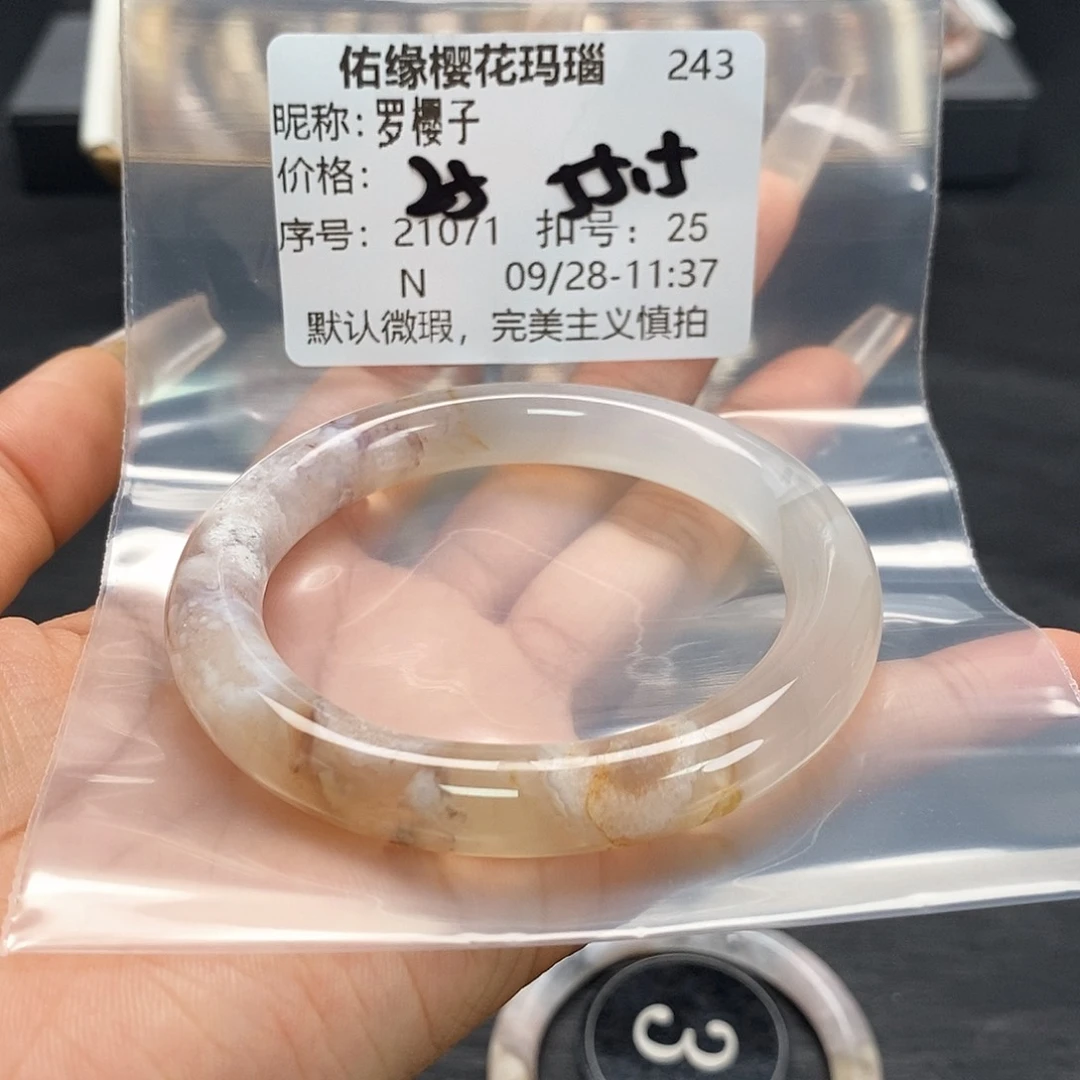 佑缘樱花玛瑙 243
昵称：罗樱子
价格：
序号：21071 扣号：25
N 09/28-11:37
默认微瑕，完美主义慎拍
3